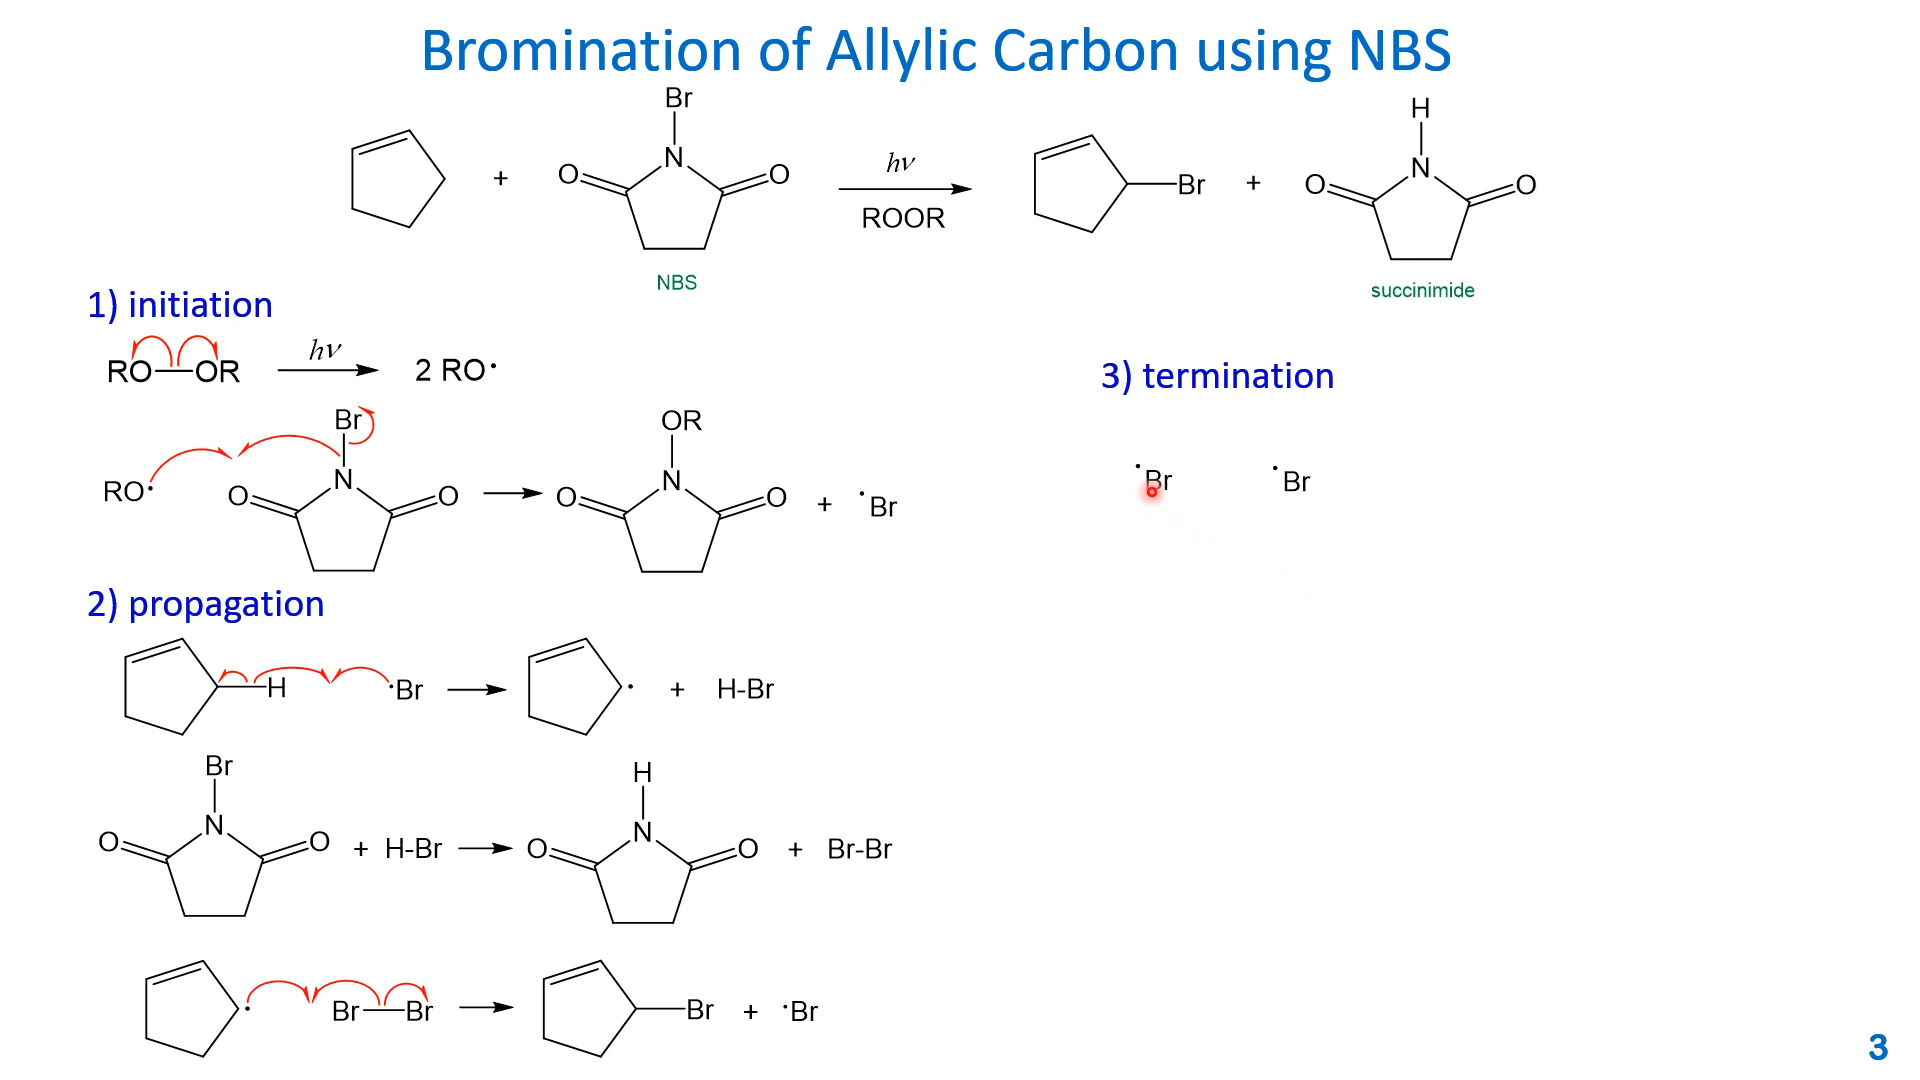 Bromination of Allylic Carbon using NBS
Br
N
O
O
+
NBS
hν
ROOR
Br
+
H
N
O
O
succinimide
1) initiation
RO—OR
hν
2 RO·
RO·
Br
N
O
O
OR
N
O
O
+
·Br
2) propagation
H
·Br
·
+
H-Br
Br
N
O
O
+ H-Br
H
N
O
O
+ Br-Br
·
Br—Br
Br
+
·Br
3) termination
·Br
·Br
3